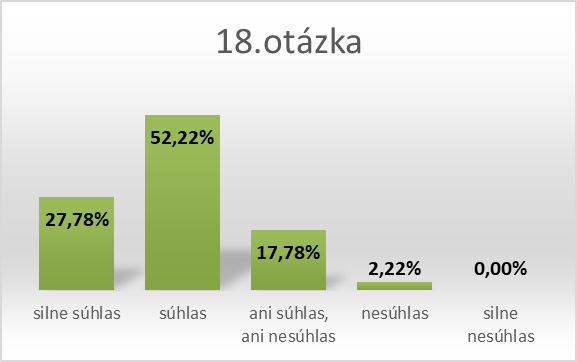 18.otázka
27,78%
52,22%
17,78%
2,22%
0,00%
silne súhlas
súhlas
ani súhlas,
ani nesúhlas
nesúhlas
silne
nesúhlas